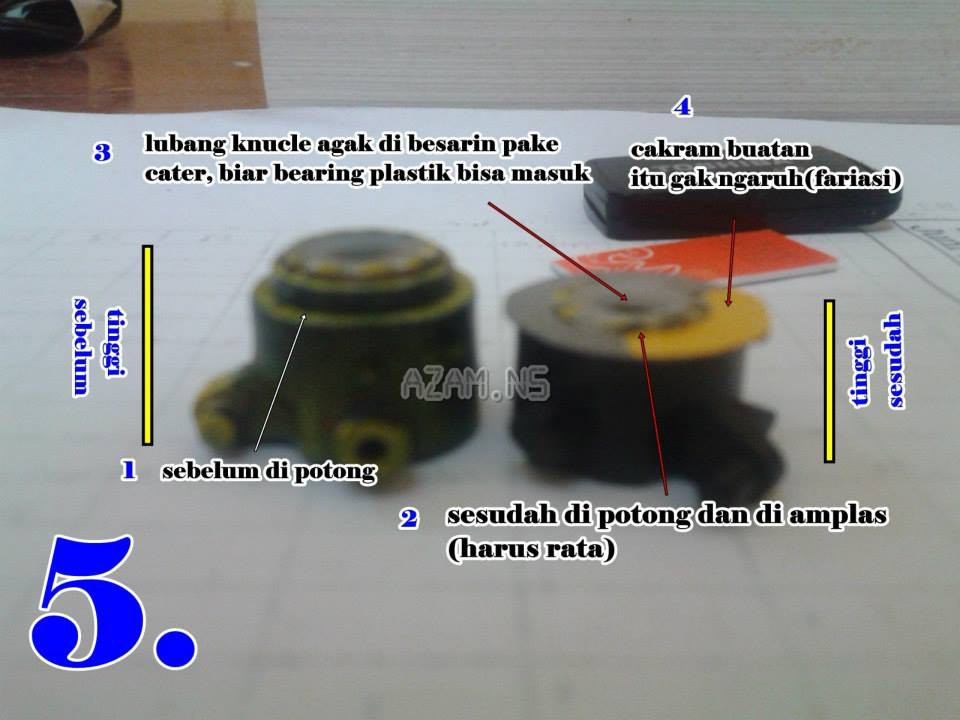 4
3
lubang knucle agak di besarin pake
cater, biar bearing plastik bisa masuk
cakram buatan
itu gak ngaruh(fariasi)
tinggi
sebelum
tinggi
sesudah
AZAM.NS
1
sebelum di potong
2
sesudah di potong dan di amplas
(harus rata)
5.